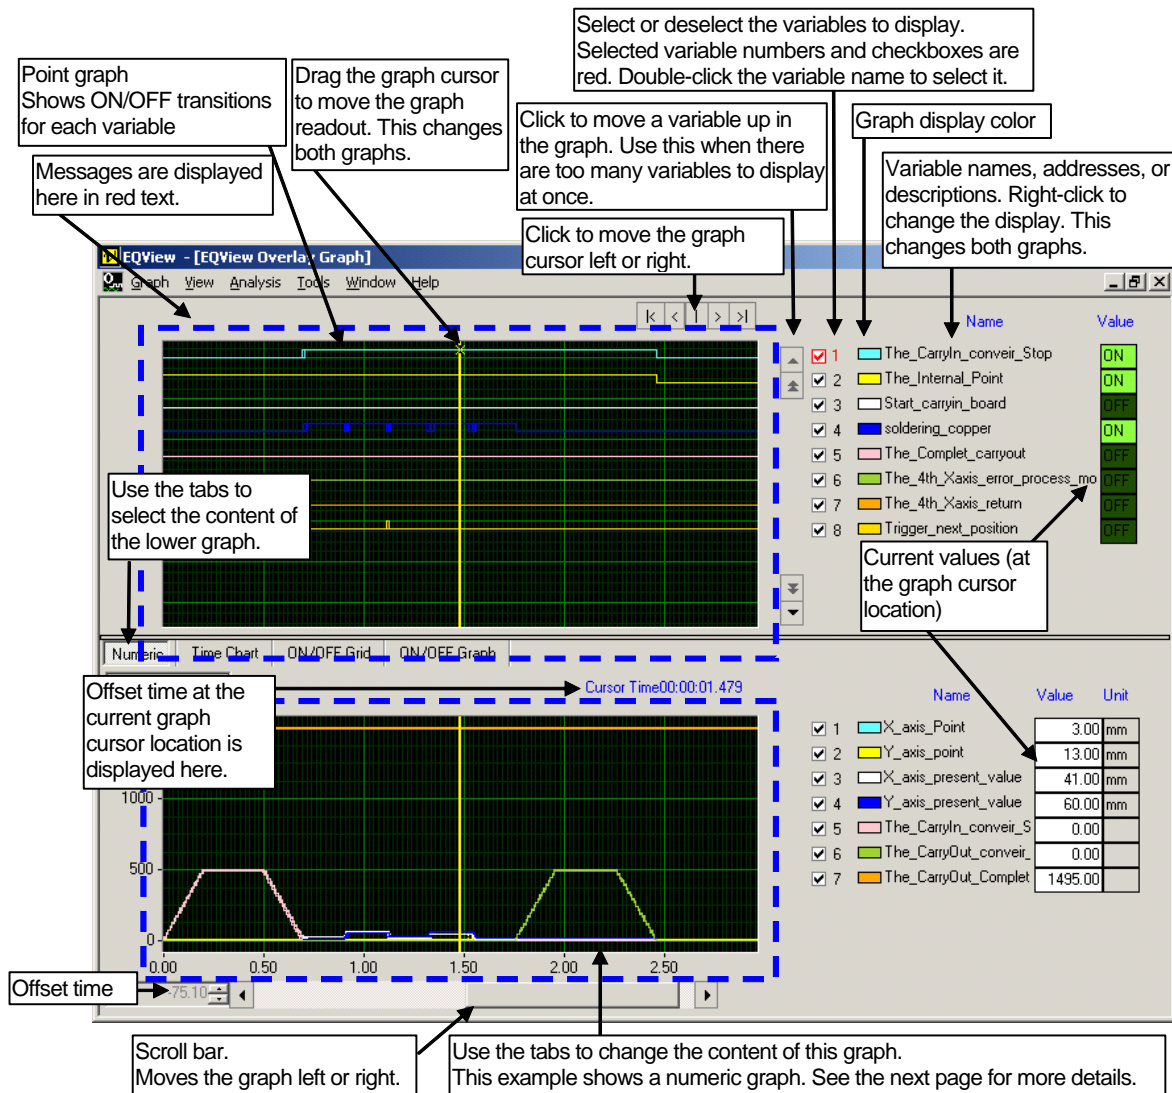 Select or deselect the variables to display.
Selected variable numbers and checkboxes are
red. Double-click the variable name to select it.
Point graph
Shows ON/OFF transitions
for each variable
Drag the graph cursor
to move the graph
readout. This changes
both graphs.
Click to move a variable up in
the graph. Use this when there
are too many variables to display
at once.
Graph display color
Messages are displayed
here in red text.
Variable names, addresses, or
descriptions. Right-click to
change the display. This
changes both graphs.
Click to move the graph
cursor left or right.
EQView - [EQView Overlay Graph]
Graph View Analysis Tools Window Help
Name Value
1 The_CarryIn_conveir_Stop ON
2 The_Internal_Point ON
3 Start_carryin_board OFF
4 soldering_copper ON
5 The_Complet_carryout OFF
6 The_4th_Xaxis_error_process_mo OFF
7 The_4th_Xaxis_return OFF
8 Trigger_next_position OFF
Use the tabs to
select the content of
the lower graph.
Current values (at
the graph cursor
location)
Numeric Time Chart ON/OFF Grid ON/OFF Graph
Cursor Time00:00:01.479
Offset time at the
current graph
cursor location is
displayed here.
Name Value Unit
1 X_axis_Point 3.00 mm
2 Y_axis_point 13.00 mm
3 X_axis_present_value 41.00 mm
4 Y_axis_present_value 60.00 mm
5 The_CarryIn_conveir_S 0.00
6 The_CarryOut_conveir_ 0.00
7 The_CarryOut_Complet 1495.00
1000
500
0
0.00 0.50 1.00 1.50 2.00 2.50
Offset time
-75.10
Scroll bar.
Moves the graph left or right.
Use the tabs to change the content of this graph.
This example shows a numeric graph. See the next page for more details.